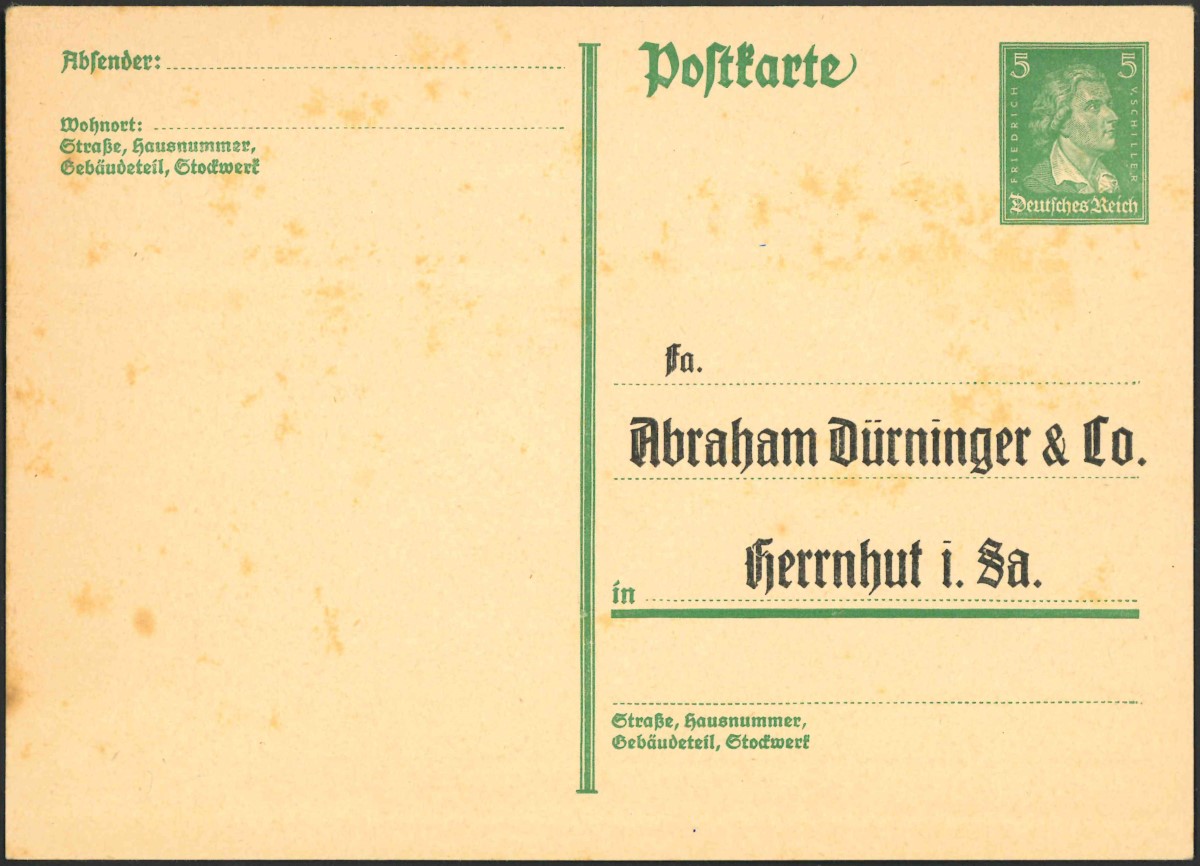 Absender:
Wohnort:
Straße, Hausnummer,
Gebäudeteil, Stockwerk
Postkarte
5 5
FRIEDRICH V. SCHILLER
Deutsches Reich
Fa.
Abraham Dürninger & Co.
in Herrnhut i. Sa.
Straße, Hausnummer,
Gebäudeteil, Stockwerk